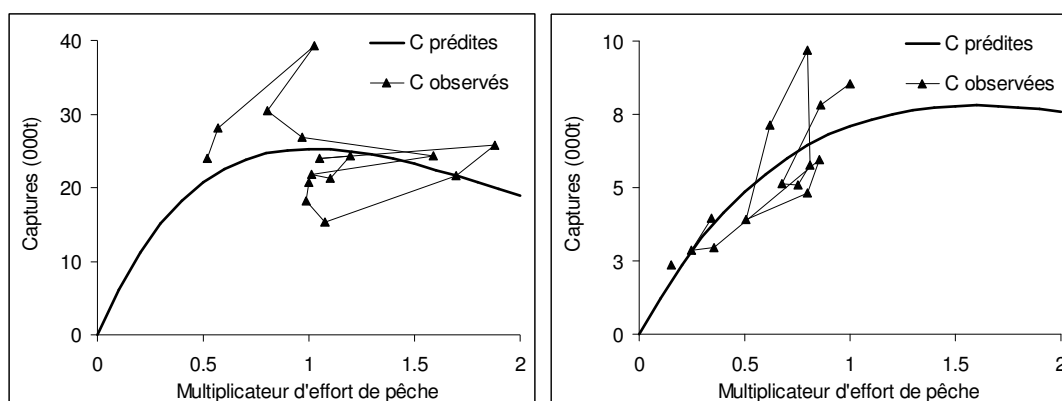 40
30
20
10
0
Captures (000t)
C prédites
C observés
0
0.5
1
1.5
2
Multiplicateur d'effort de pêche
10
8
5
3
0
Captures (000t)
C prédites
C observées
0
0.5
1
1.5
2
Multiplicateur d'effort de pêche